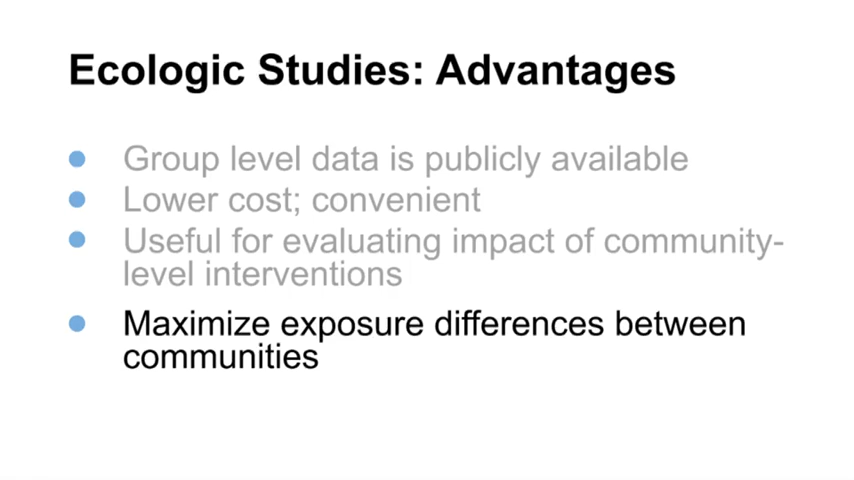 Ecologic Studies: Advantages
Group level data is publicly available
Lower cost; convenient
Useful for evaluating impact of community-
level interventions
Maximize exposure differences between
communities